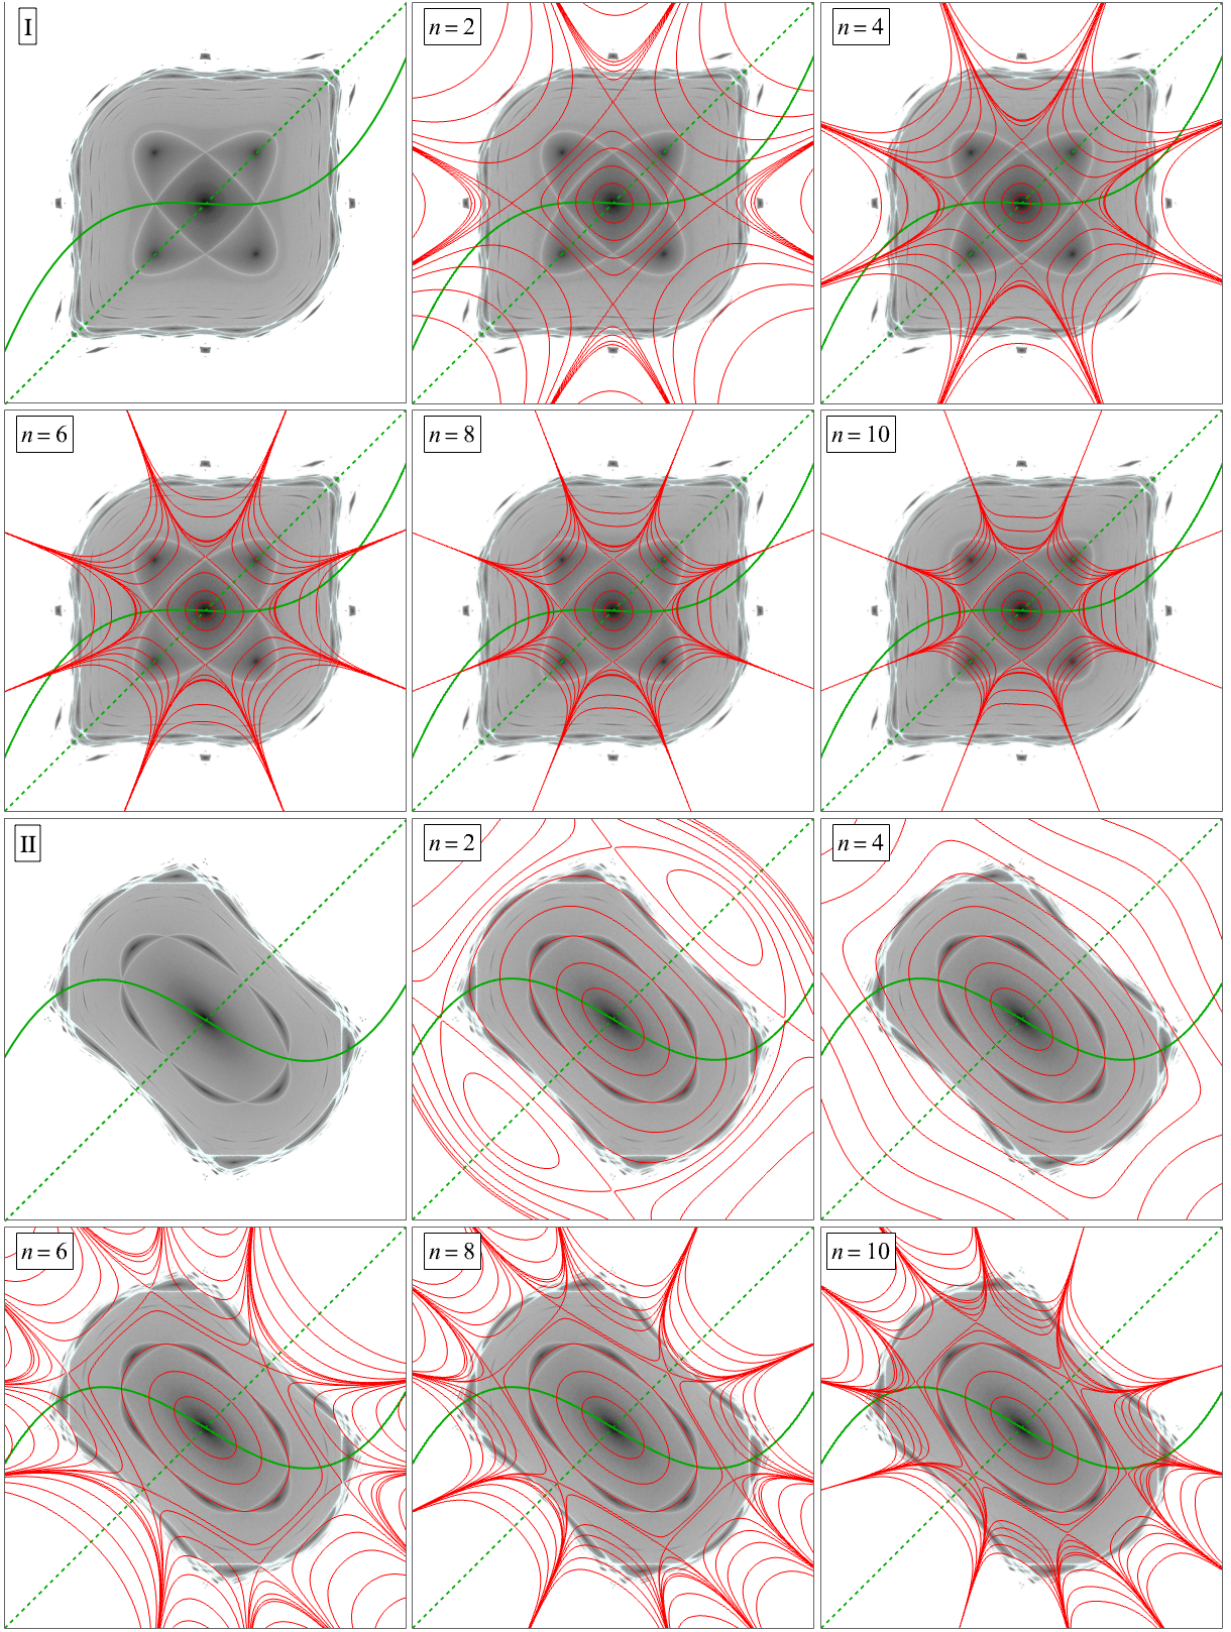 I
n = 2
n = 4
n = 6
n = 8
n = 10
II
n = 2
n = 4
n = 6
n = 8
n = 10